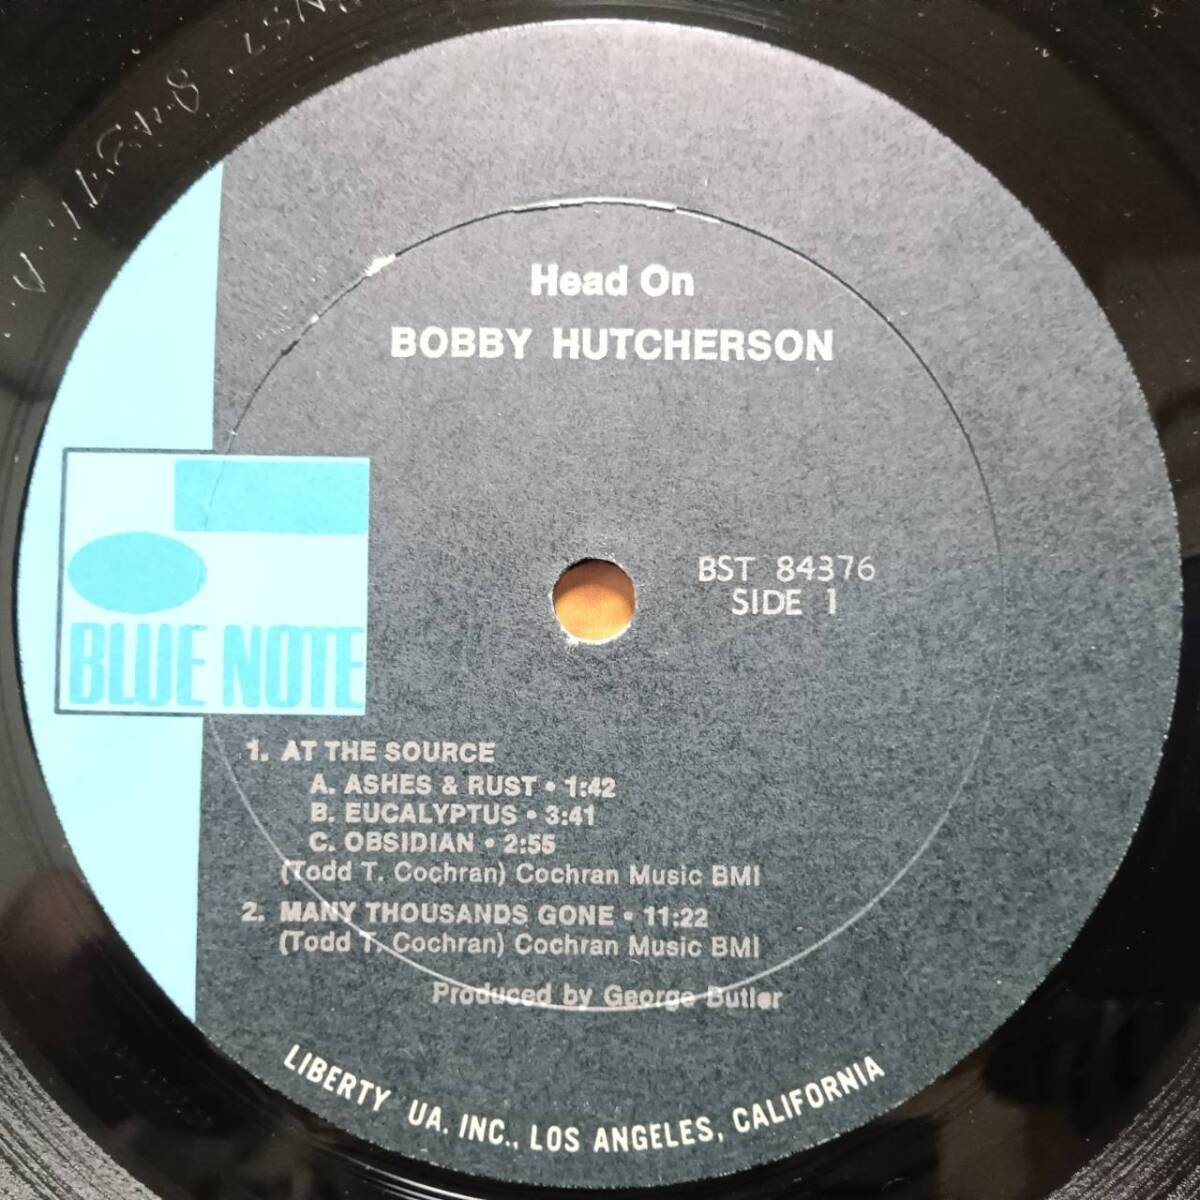 Head On
BOBBY HUTCHERSON
BST 84376
SIDE 1
BLUE NOTE
1. AT THE SOURCE
A. ASHES & RUST • 1:42
B. EUCALYPTUS • 3:41
C. OBSIDIAN • 2:55
(Todd T. Cochran) Cochran Music BMI
2. MANY THOUSANDS GONE • 11:22
(Todd T. Cochran) Cochran Music BMI
Produced by George Butler
LIBERTY UA, INC., LOS ANGELES, CALIFORNIA